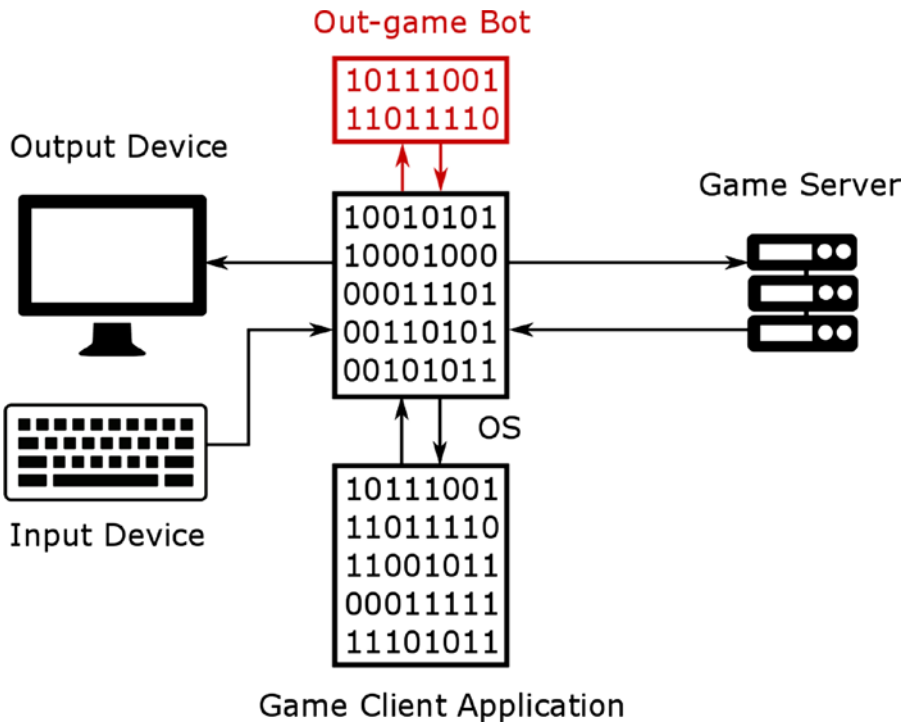 Out-game Bot
10111001
11011110
Output Device
Game Server
10010101
10001000
00011101
00110101
00101011
OS
Input Device
10111001
11011110
11001011
00011111
11101011
Game Client Application